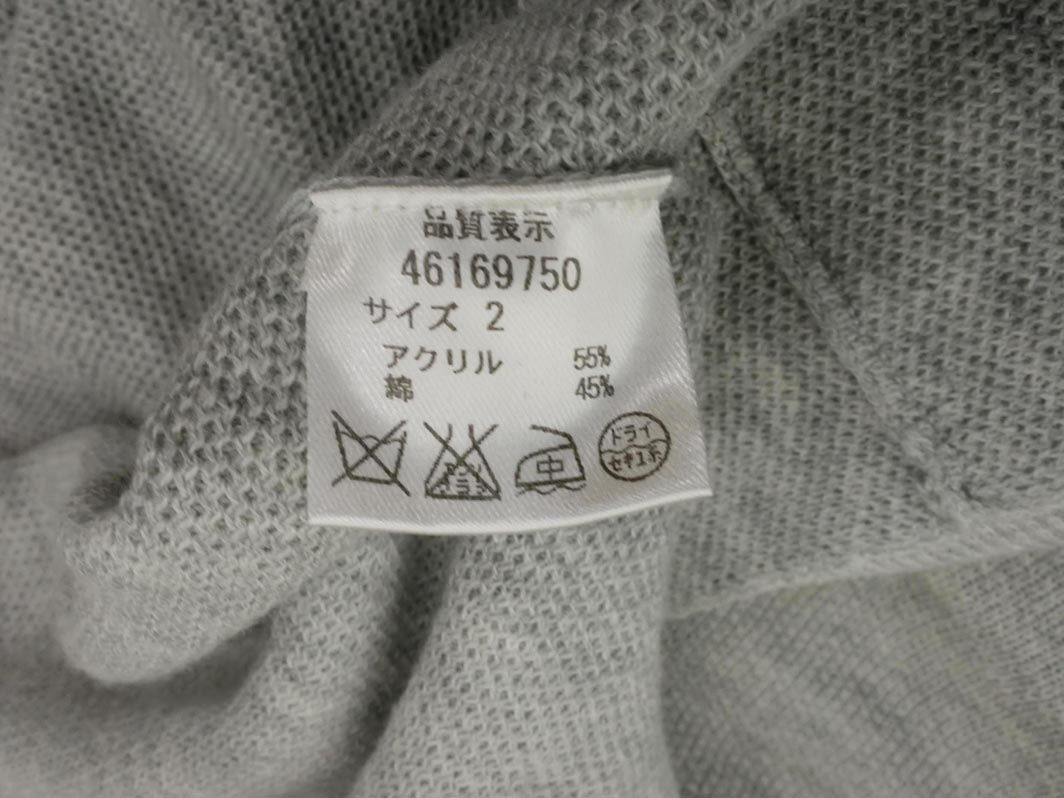 品質表示
46169750
サイズ 2
アクリル 55%
綿 45%
中
ドライ
セキユ系